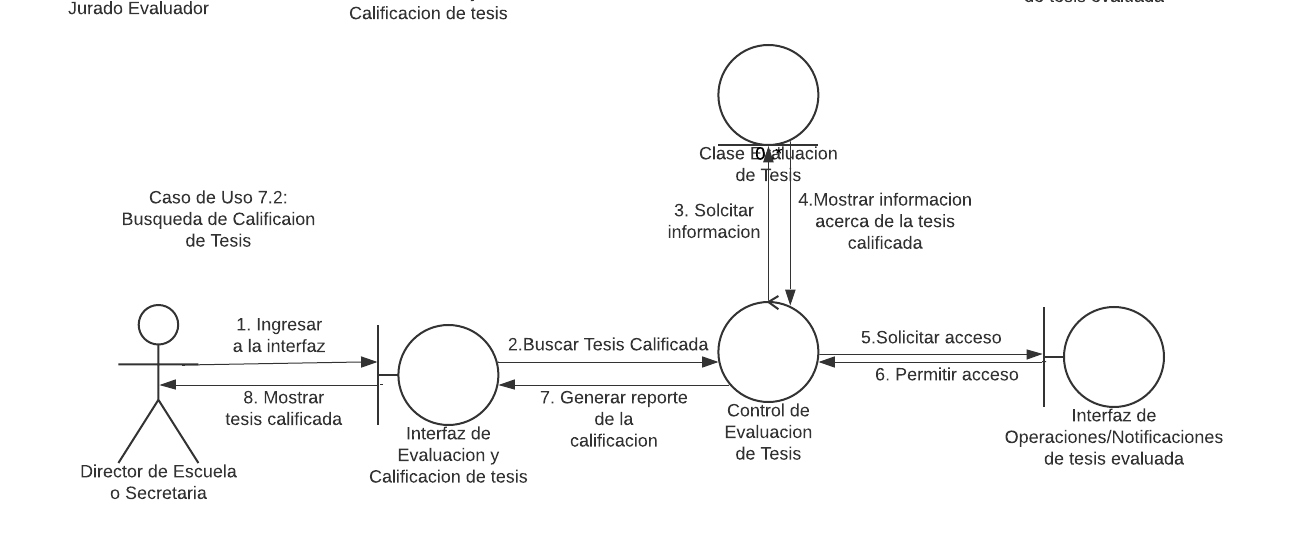 Jurado Evaluador
Calificacion de tesis
de tesis evaluada
Clase Evaluacion
de Tesis
Caso de Uso 7.2:
Busqueda de Calificaion
de Tesis
3. Solcitar
informacion
4.Mostrar informacion
acerca de la tesis
calificada
1. Ingresar
a la interfaz
2.Buscar Tesis Calificada
5.Solicitar acceso
6. Permitir acceso
8. Mostrar
tesis calificada
7. Generar reporte
de la
calificacion
Control de
Evaluacion
de Tesis
Interfaz de
Operaciones/Notificaciones
de tesis evaluada
Interfaz de
Evaluacion y
Calificacion de tesis
Director de Escuela
o Secretaria